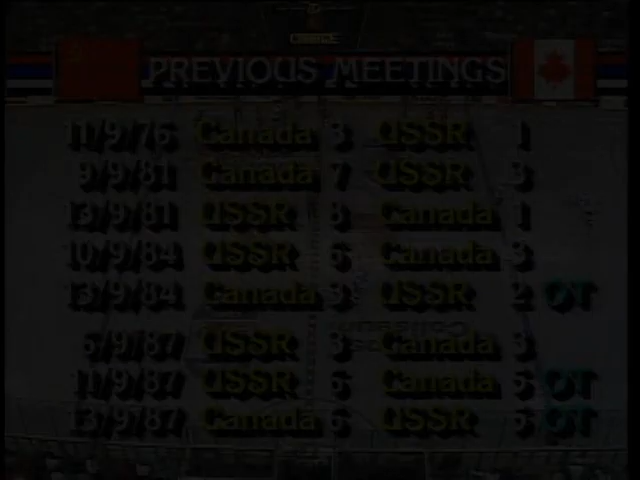 PREVIOUS MEETINGS
11/9/76 Canada 3 USSR 1
9/9/81 Canada 7 USSR 3
13/9/81 USSR 8 Canada 1
10/9/84 USSR 6 Canada 3
13/9/84 Canada 3 USSR 2 OT
6/9/87 USSR 3 Canada 3
11/9/87 USSR 6 Canada 5 OT
13/9/87 Canada 6 USSR 5 OT